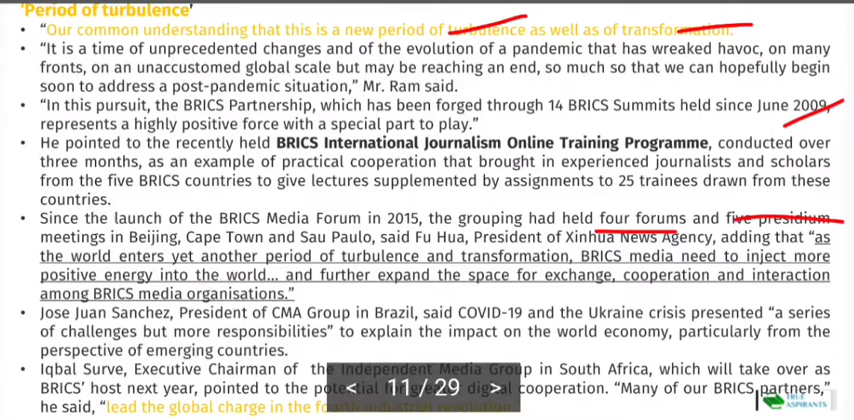 ‘Period of turbulence’
• “Our common understanding that this is a new period of turbulence as well as of transformation.”
• “It is a time of unprecedented changes and of the evolution of a pandemic that has wreaked havoc, on many
fronts, on an unaccustomed global scale but may be reaching an end, so much so that we can hopefully begin
soon to address a post-pandemic situation,” Mr. Ram said.
• “In this pursuit, the BRICS Partnership, which has been forged through 14 BRICS Summits held since June 2009,
represents a highly positive force with a special part to play.”
• He pointed to the recently held BRICS International Journalism Online Training Programme, conducted over
three months, as an example of practical cooperation that brought in experienced journalists and scholars
from the five BRICS countries to give lectures supplemented by assignments to 25 trainees drawn from these
countries.
• Since the launch of the BRICS Media Forum in 2015, the grouping had held four forums and five presidium
meetings in Beijing, Cape Town and Sau Paulo, said Fu Hua, President of Xinhua News Agency, adding that “as
the world enters yet another period of turbulence and transformation, BRICS media need to inject more
positive energy into the world... and further expand the space for exchange, cooperation and interaction
among BRICS media organisations.”
• Jose Juan Sanchez, President of CMA Group in Brazil, said COVID-19 and the Ukraine crisis presented “a series
of challenges but more responsibilities” to explain the impact on the world economy, particularly from the
perspective of emerging countries.
• Iqbal Surve, Executive Chairman of the Independent Media Group in South Africa, which will take over as
BRICS’ host next year, pointed to the potential for greater digital cooperation. “Many of our BRICS partners,”
he said, “lead the global charge in the fourth industrial revolution.
< 11 / 29 >
TRUE
ASPIRANTS